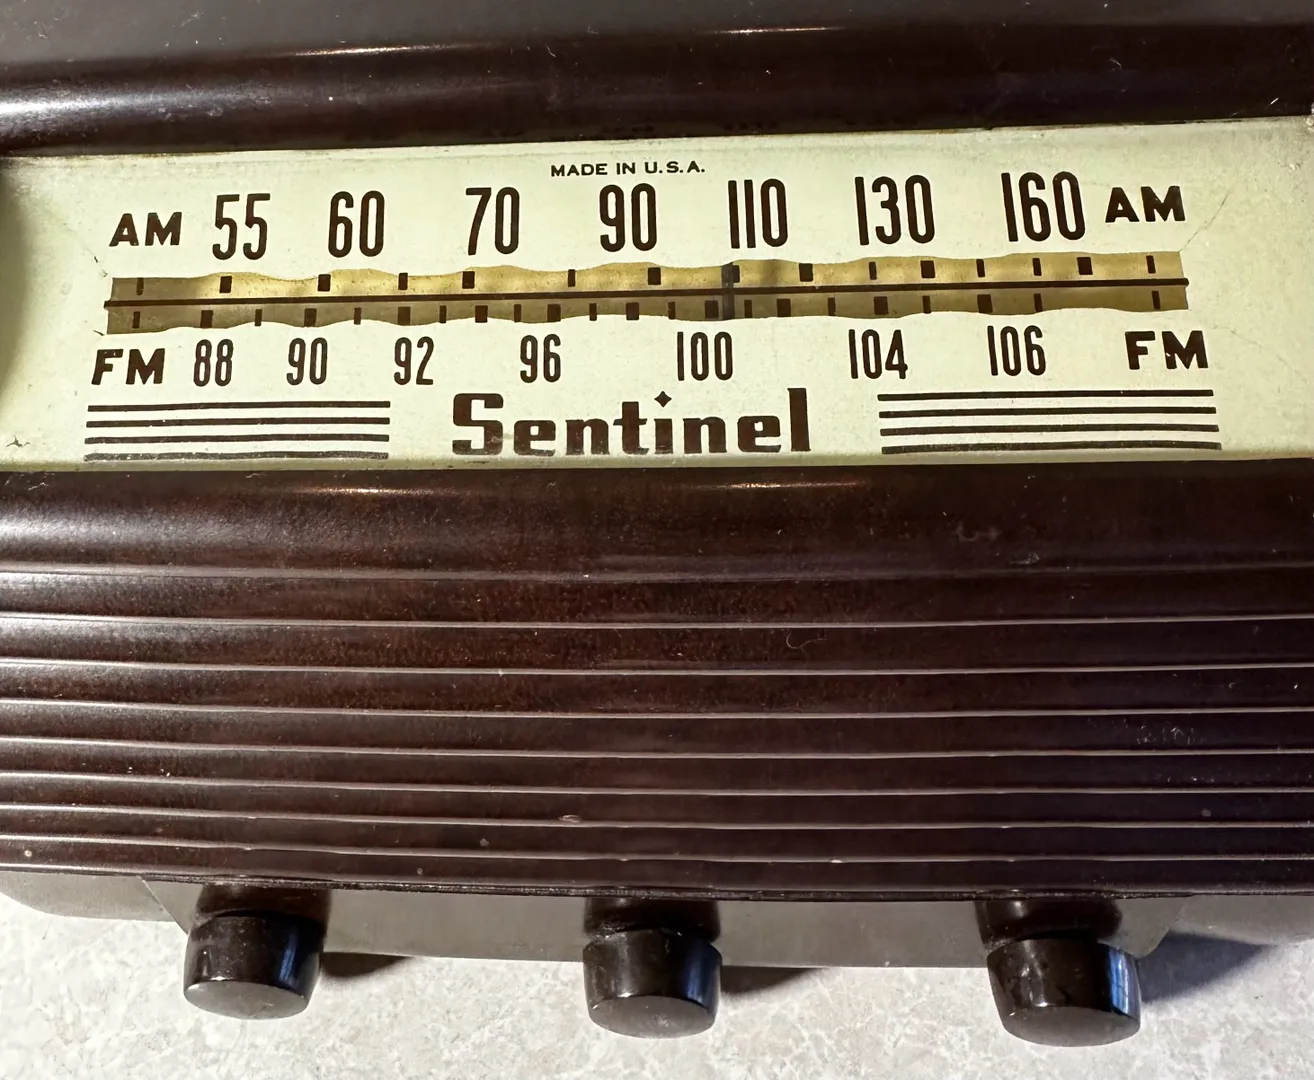 MADE IN U.S.A.
AM 55 60 70 90 110 130 160 AM
FM 88 90 92 96 100 104 106 FM
Sentinel